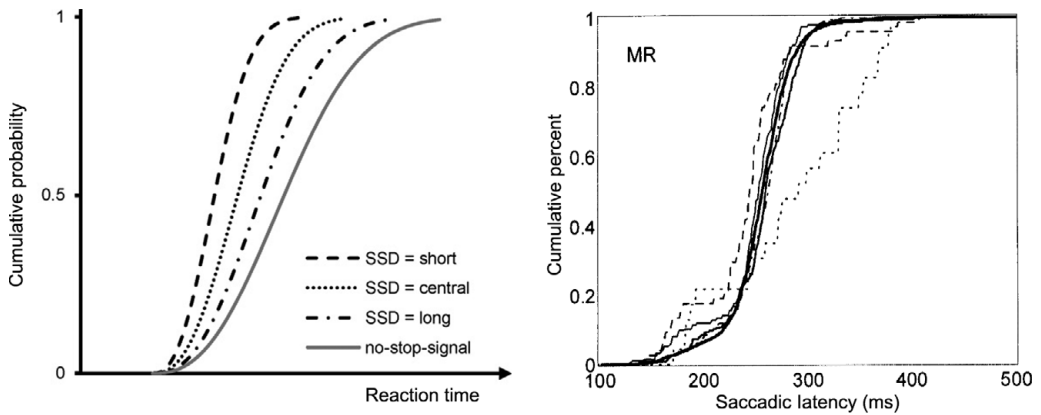 1
0.5
0
Cumulative probability
SSD = short
SSD = central
SSD = long
no-stop-signal
Reaction time
MR
1
0.8
0.6
0.4
0.2
0
Cumulative percent
100
200
300
400
500
Saccadic latency (ms)